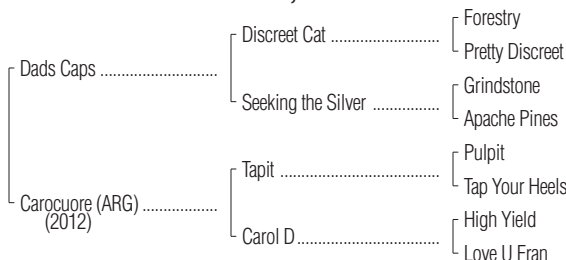 Forestry
Discreet Cat ..........................
Pretty Discreet
Dads Caps ............................
Grindstone
Seeking the Silver ................
Apache Pines
Pulpit
Tapit ......................................
Tap Your Heels
Carocuore (ARG) ..................
(2012)
High Yield
Carol D..................................
Love U Fran